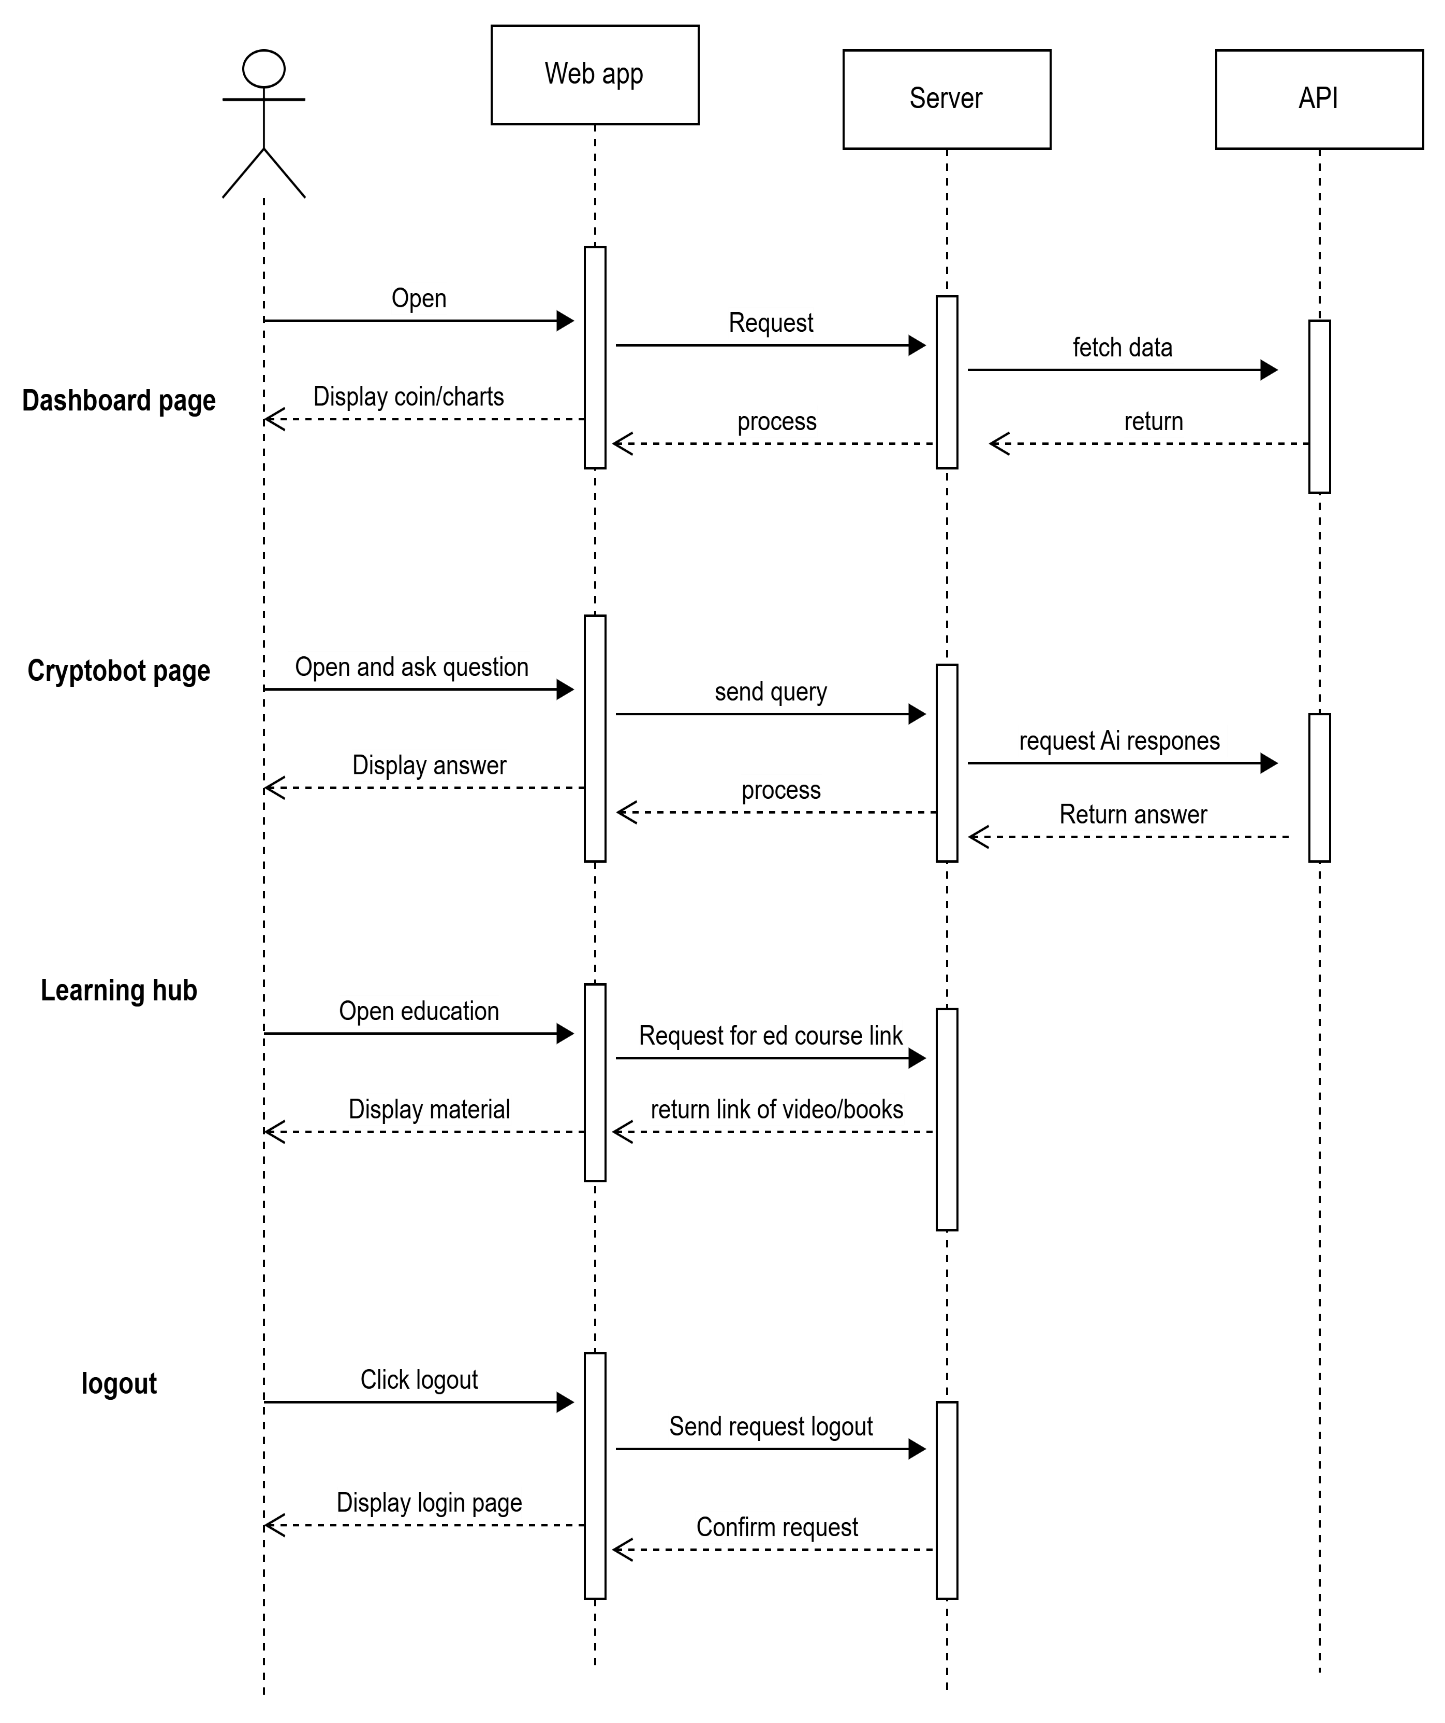 Web app
Server
API
Open
Request
fetch data
Dashboard page
Display coin/charts
process
return
Cryptobot page
Open and ask question
send query
request Ai respones
Display answer
process
Return answer
Learning hub
Open education
Request for ed course link
Display material
return link of video/books
logout
Click logout
Send request logout
Display login page
Confirm request